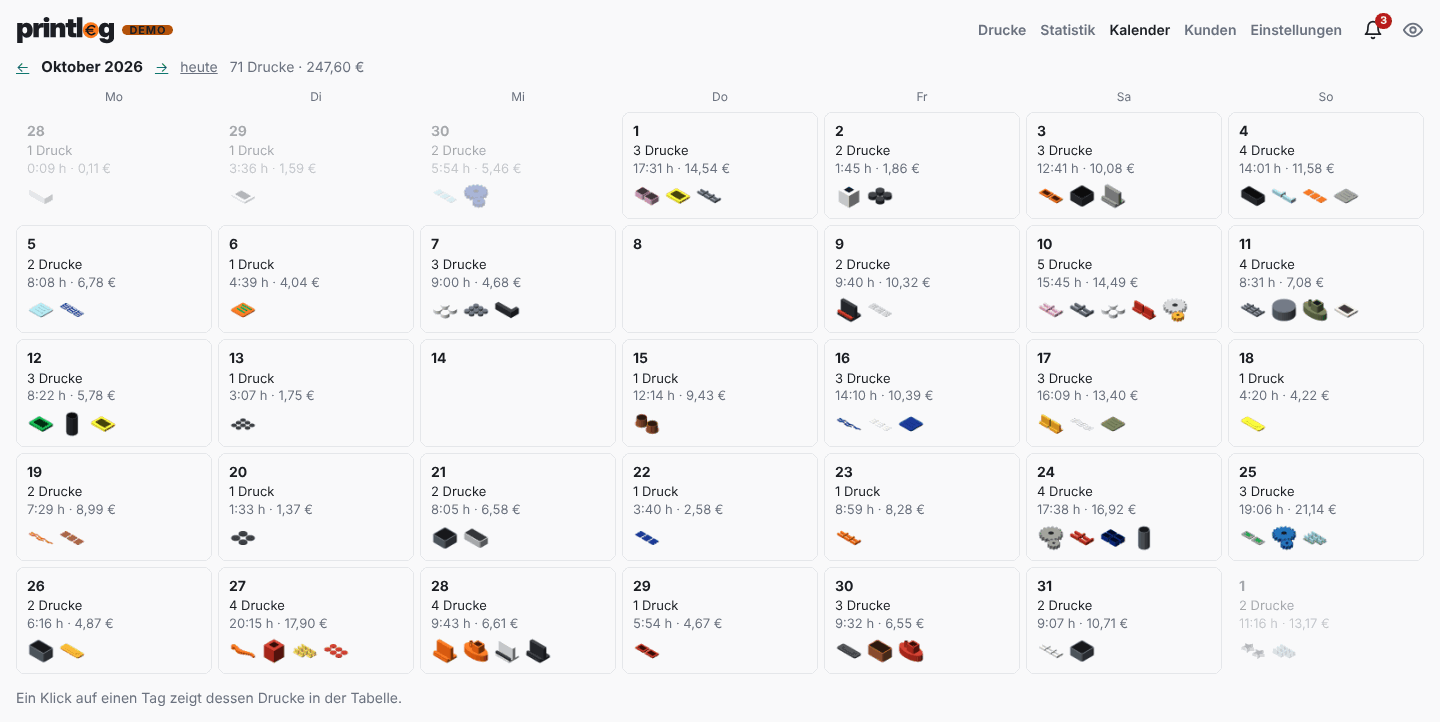 printl€g DEMO Drucke Statistik Kalender Kunden Einstellungen 3
← Oktober 2026 → heute 71 Drucke · 247,60 €
Mo Di Mi Do Fr Sa So
28
1 Druck
0:09 h · 0,11 €
29
1 Druck
3:36 h · 1,59 €
30
2 Drucke
5:54 h · 5,46 €
1
3 Drucke
17:31 h · 14,54 €
2
2 Drucke
1:45 h · 1,86 €
3
3 Drucke
12:41 h · 10,08 €
4
4 Drucke
14:01 h · 11,58 €
5
2 Drucke
8:08 h · 6,78 €
6
1 Druck
4:39 h · 4,04 €
7
3 Drucke
9:00 h · 4,68 €
8
9
2 Drucke
9:40 h · 10,32 €
10
5 Drucke
15:45 h · 14,49 €
11
4 Drucke
8:31 h · 7,08 €
12
3 Drucke
8:22 h · 5,78 €
13
1 Druck
3:07 h · 1,75 €
14
15
1 Druck
12:14 h · 9,43 €
16
3 Drucke
14:10 h · 10,39 €
17
3 Drucke
16:09 h · 13,40 €
18
1 Druck
4:20 h · 4,22 €
19
2 Drucke
7:29 h · 8,99 €
20
1 Druck
1:33 h · 1,37 €
21
2 Drucke
8:05 h · 6,58 €
22
1 Druck
3:40 h · 2,58 €
23
1 Druck
8:59 h · 8,28 €
24
4 Drucke
17:38 h · 16,92 €
25
3 Drucke
19:06 h · 21,14 €
26
2 Drucke
6:16 h · 4,87 €
27
4 Drucke
20:15 h · 17,90 €
28
4 Drucke
9:43 h · 6,61 €
29
1 Druck
5:54 h · 4,67 €
30
3 Drucke
9:32 h · 6,55 €
31
2 Drucke
9:07 h · 10,71 €
1
2 Drucke
11:16 h · 13,17 €
Ein Klick auf einen Tag zeigt dessen Drucke in der Tabelle.